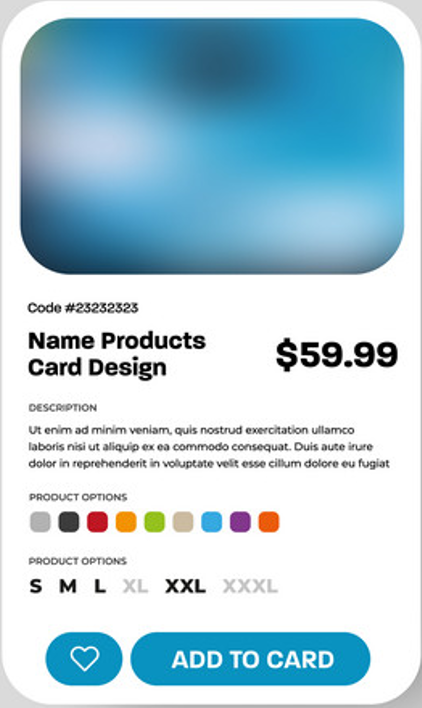 Code #23232323
Name Products
Card Design
$59.99
DESCRIPTION
Ut enim ad minim veniam, quis nostrud exercitation ullamco
laboris nisi ut aliquip ex ea commodo consequat. Duis aute irure
dolor in reprehenderit in voluptate velit esse cillum dolore eu fugiat
PRODUCT OPTIONS
PRODUCT OPTIONS
S M L XL XXL XXXL
ADD TO CARD